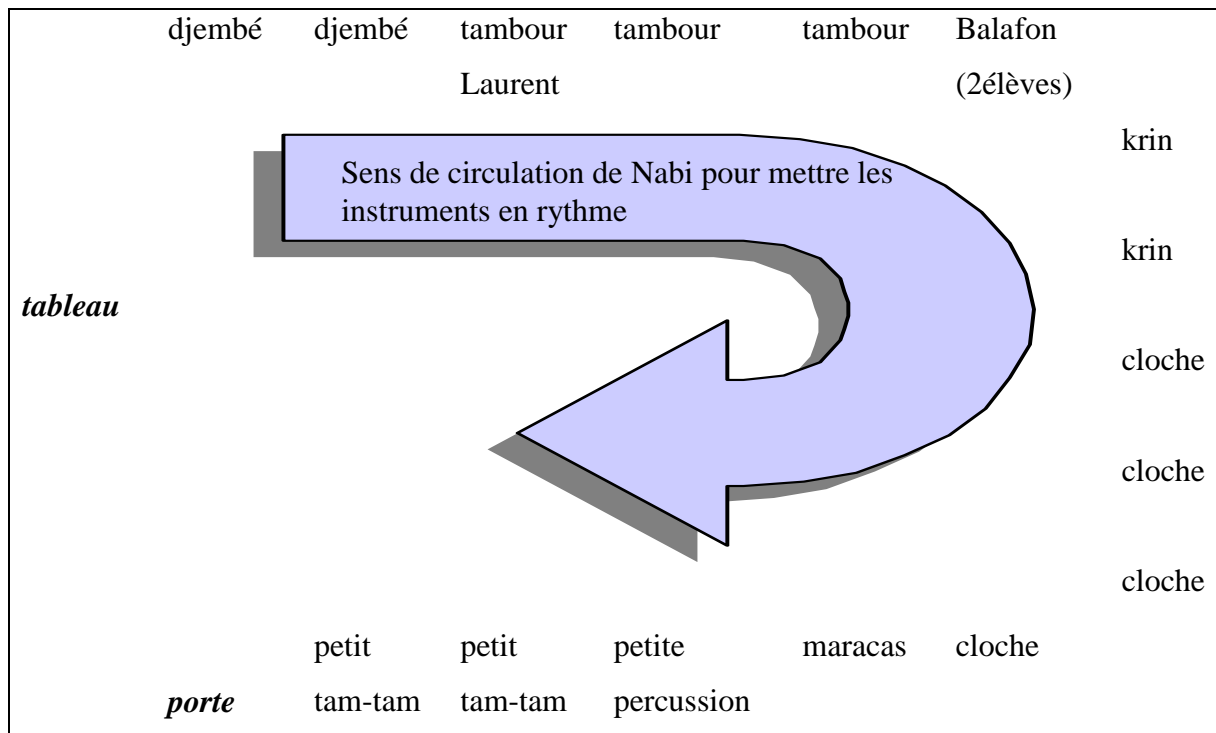 djembé djembé tambour tambour tambour Balafon
Laurent (2élèves)
krin
Sens de circulation de Nabi pour mettre les
instruments en rythme
krin
tableau
cloche
cloche
cloche
petit petit petite maracas cloche
porte tam-tam tam-tam percussion